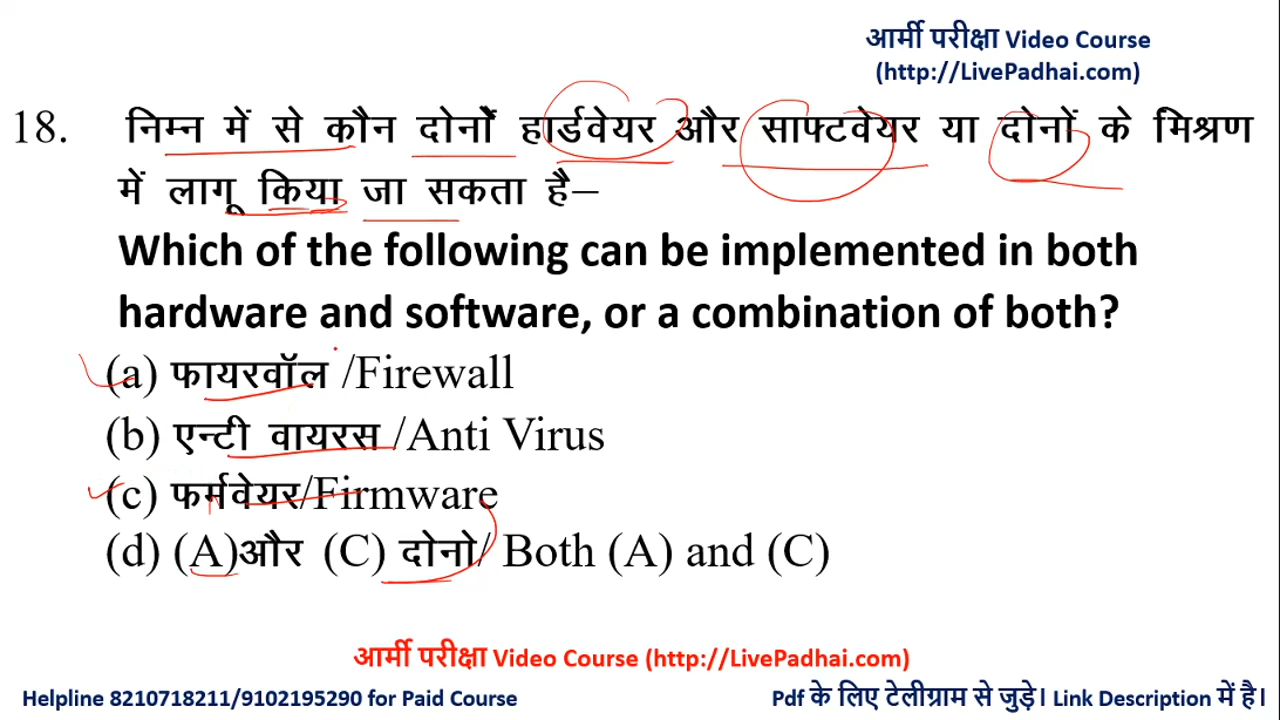 आर्मी परीक्षा Video Course
(http://LivePadhai.com)
18. निम्न में से कौन दोनों हार्डवेयर और साफ्टवेयर या दोनों के मिश्रण
में लागू किया जा सकता है–
Which of the following can be implemented in both
hardware and software, or a combination of both?
(a) फायरवॉल /Firewall
(b) एन्टी वायरस /Anti Virus
(c) फर्मवेयर/Firmware
(d) (A)और (C) दोनो/ Both (A) and (C)
आर्मी परीक्षा Video Course (http://LivePadhai.com)
Helpline 8210718211/9102195290 for Paid Course
Pdf के लिए टेलीग्राम से जुड़े। Link Description में है।